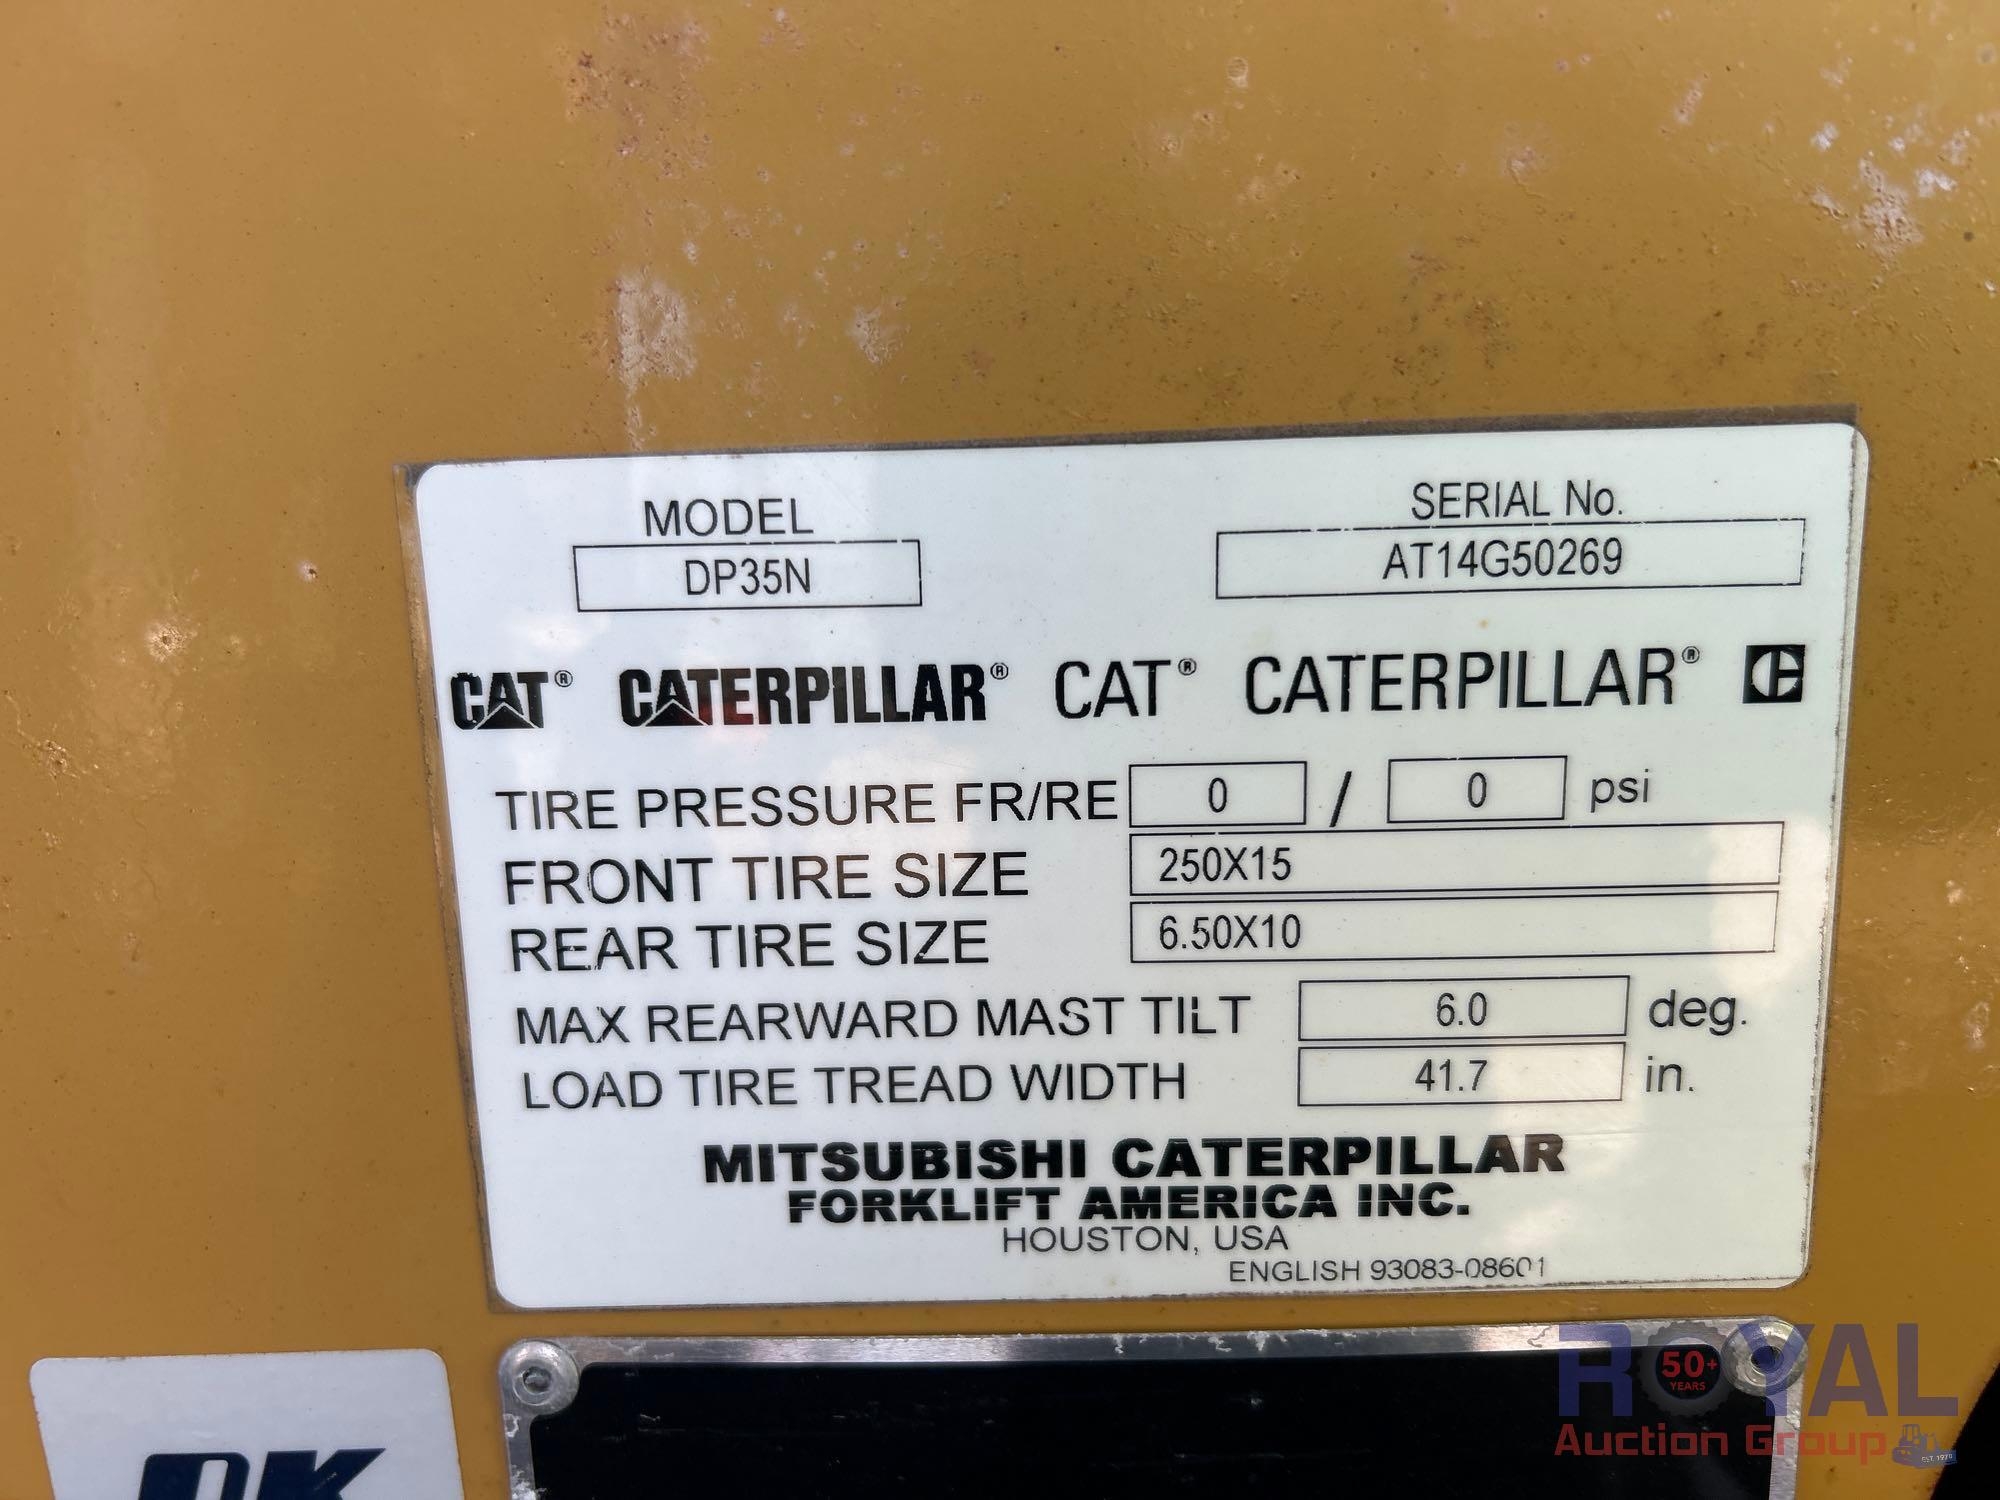 MODEL
DP35N
SERIAL No.
AT14G50269
CAT® CATERPILLAR® CAT® CATERPILLAR®
TIRE PRESSURE FR/RE 0 / 0 psi
FRONT TIRE SIZE 250X15
REAR TIRE SIZE 6.50X10
MAX REARWARD MAST TILT 6.0 deg.
LOAD TIRE TREAD WIDTH 41.7 in.
MITSUBISHI CATERPILLAR
FORKLIFT AMERICA INC.
HOUSTON, USA
ENGLISH 93083-08601
ROYAL
50+
YEARS
Auction Group
EST. 1970